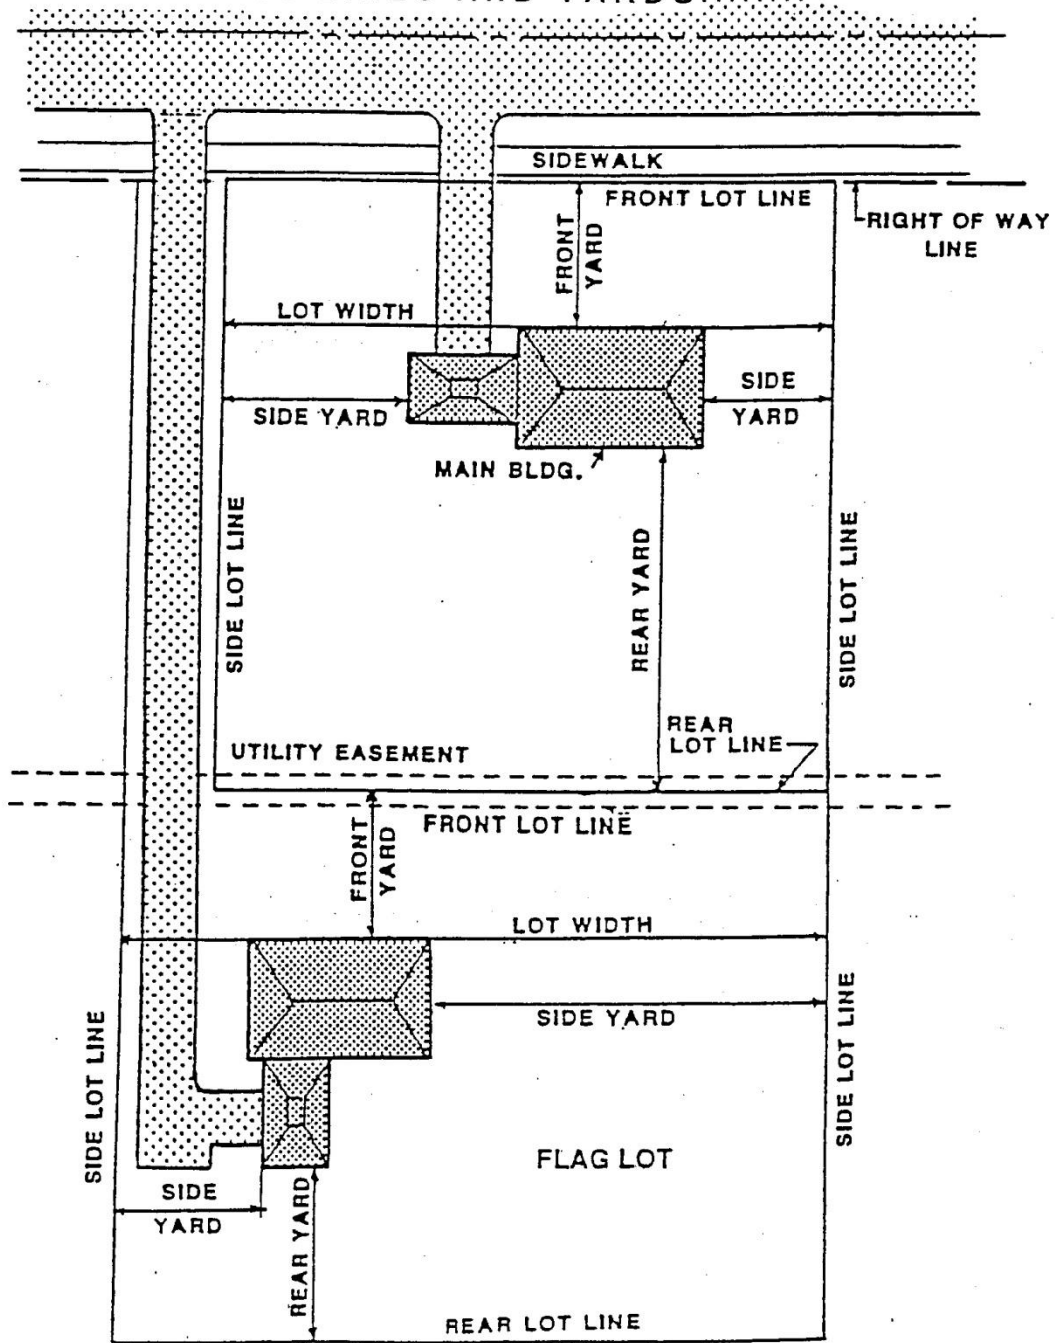 AND YARDS
SIDEWALK
FRONT LOT LINE
RIGHT OF WAY
LINE
FRONT
YARD
LOT WIDTH
SIDE YARD
SIDE
YARD
MAIN BLDG.
SIDE LOT LINE
REAR YARD
SIDE LOT LINE
REAR
LOT LINE
UTILITY EASEMENT
FRONT LOT LINE
FRONT
YARD
LOT WIDTH
SIDE YARD
SIDE LOT LINE
SIDE LOT LINE
FLAG LOT
SIDE
YARD
REAR YARD
REAR LOT LINE